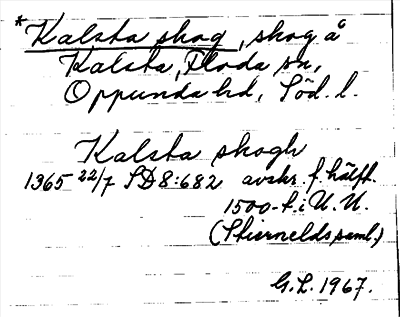 *Kalsta skog, skog å
Kalsta, Floda sn,
Oppunda hd, Söd. l.
Kalsta skogh
1365 22/7 SD 8:682 avskr. f. hälft.
1500-t. i U.U.
(Stiernelds saml.)
G.L. 1967.